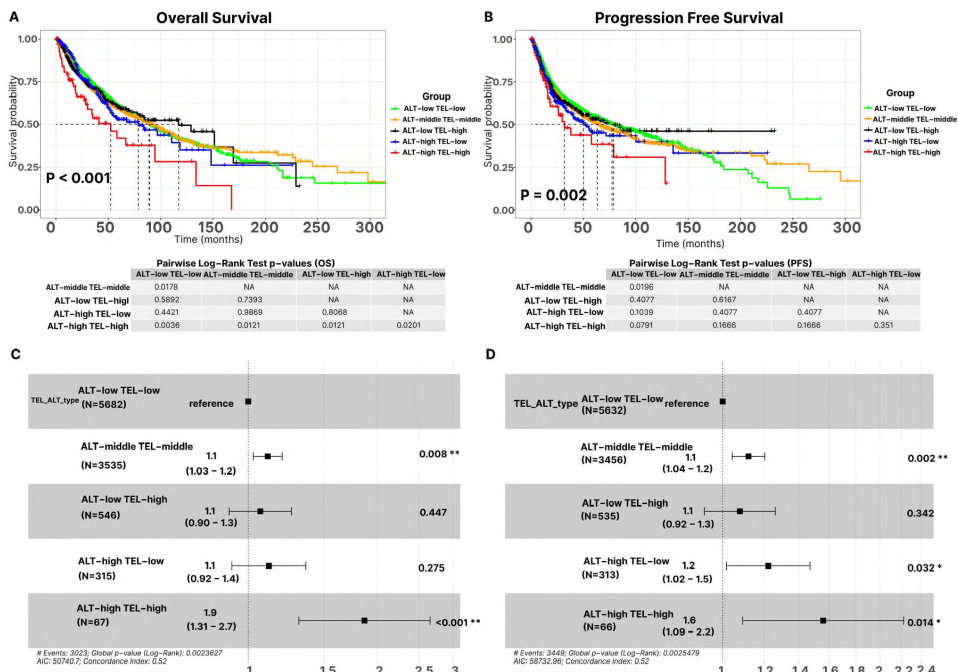 A
Overall Survival
Survival probability
1.00
0.75
0.50
0.25
0.00
P < 0.001
0 50 100 150 200 250 300
Time (months)
Group
ALT-low TEL-low
ALT-middle TEL-middle
ALT-low TEL-high
ALT-high TEL-low
ALT-high TEL-high
Pairwise Log-Rank Test p-values (OS)
ALT-low TEL-low ALT-middle TEL-middle ALT-low TEL-high ALT-high TEL-low
ALT-middle TEL-middle 0.0178 NA NA NA
ALT-low TEL-higl 0.5892 0.7393 NA NA
ALT-high TEL-low 0.4421 0.9869 0.8068 NA
ALT-high TEL-high 0.0036 0.0121 0.0121 0.0201
B
Progression Free Survival
Survival probability
1.00
0.75
0.50
0.25
0.00
P = 0.002
0 50 100 150 200 250 300
Time (months)
Group
ALT-low TEL-low
ALT-middle TEL-middle
ALT-low TEL-high
ALT-high TEL-low
ALT-high TEL-high
Pairwise Log-Rank Test p-values (PFS)
ALT-low TEL-low ALT-middle TEL-middle ALT-low TEL-high ALT-high TEL-low
ALT-middle TEL-middle 0.0196 NA NA NA
ALT-low TEL-high 0.4077 0.6167 NA NA
ALT-high TEL-low 0.1039 0.4077 0.4077 NA
ALT-high TEL-high 0.0791 0.1666 0.1666 0.351
C
TEL_ALT_type ALT-low TEL-low
(N=5682) reference
ALT-middle TEL-middle
(N=3535) 1.1
(1.03 - 1.2) 0.008 **
ALT-low TEL-high
(N=546) 1.1
(0.90 - 1.3) 0.447
ALT-high TEL-low
(N=315) 1.1
(0.92 - 1.4) 0.275
ALT-high TEL-high
(N=67) 1.9
(1.31 - 2.7) <0.001 **
# Events: 3023; Global p-value (Log-Rank): 0.0023627
AIC: 50740.7; Concordance Index: 0.52
1 1.5 2 2.5 3
D
TEL_ALT_type ALT-low TEL-low
(N=5632) reference
ALT-middle TEL-middle
(N=3456) 1.1
(1.04 - 1.2) 0.002 **
ALT-low TEL-high
(N=535) 1.1
(0.92 - 1.3) 0.342
ALT-high TEL-low
(N=313) 1.2
(1.02 - 1.5) 0.032 *
ALT-high TEL-high
(N=66) 1.6
(1.09 - 2.2) 0.014 *
# Events: 3449; Global p-value (Log-Rank): 0.0025479
AIC: 58732.96; Concordance Index: 0.52
1 1.2 1.4 1.6 1.8 2 2.2 2.4